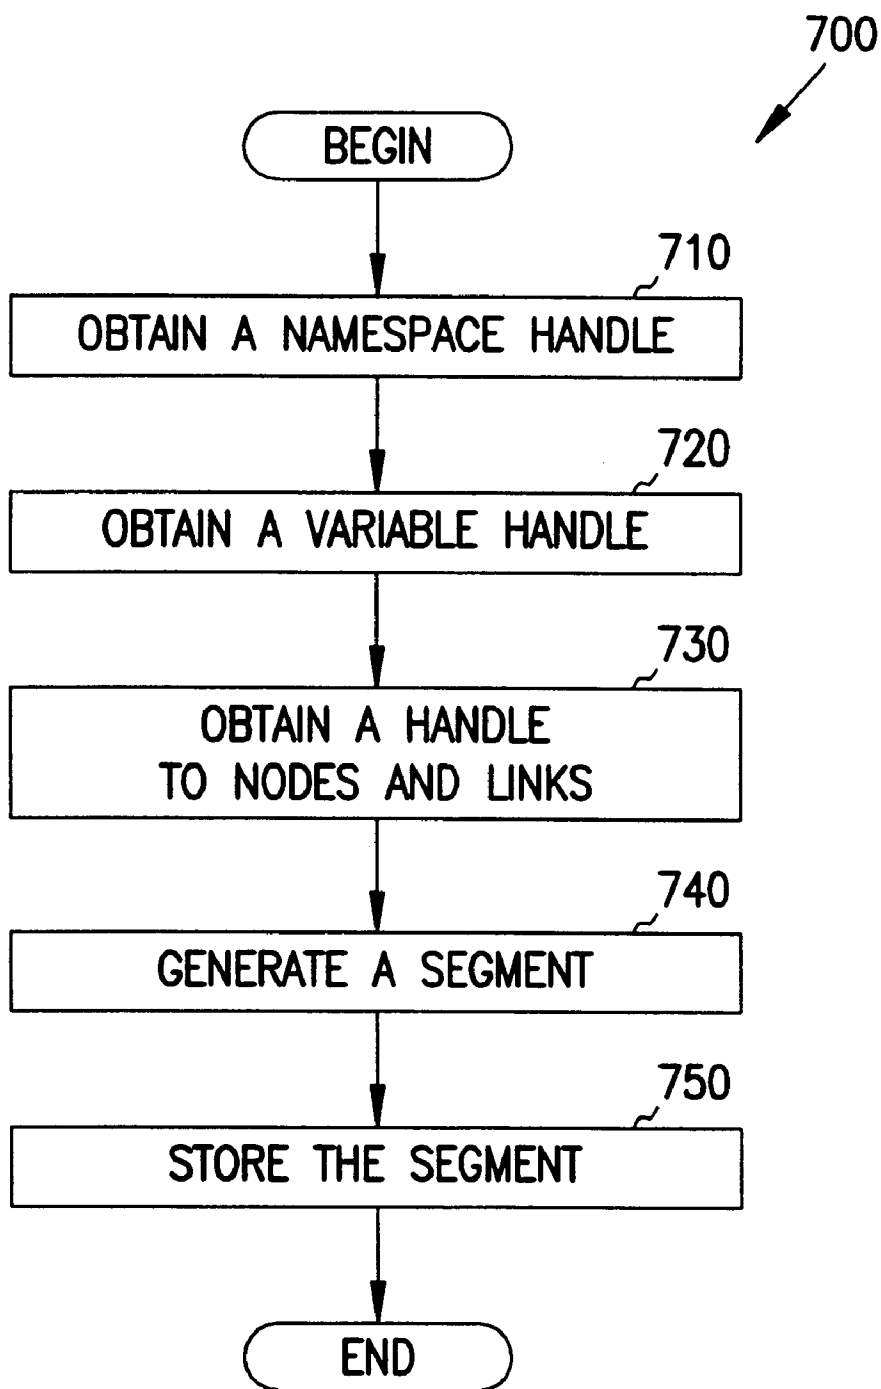 700
BEGIN
710
OBTAIN A NAMESPACE HANDLE
720
OBTAIN A VARIABLE HANDLE
730
OBTAIN A HANDLE
TO NODES AND LINKS
740
GENERATE A SEGMENT
750
STORE THE SEGMENT
END